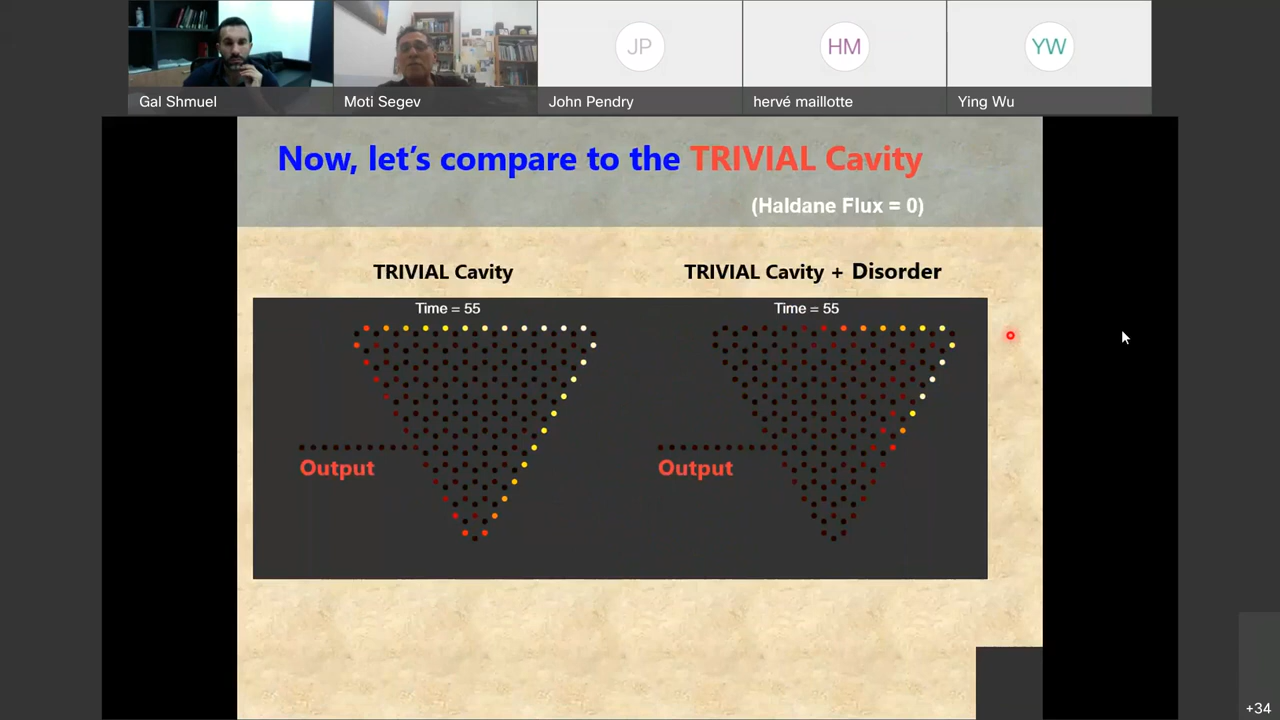 JP
HM
YW
Gal Shmuel
Moti Segev
John Pendry
hervé maillotte
Ying Wu
Now, let's compare to the TRIVIAL Cavity
(Haldane Flux = 0)
TRIVIAL Cavity
TRIVIAL Cavity + Disorder
Time = 55
Time = 55
Output
Output
+34